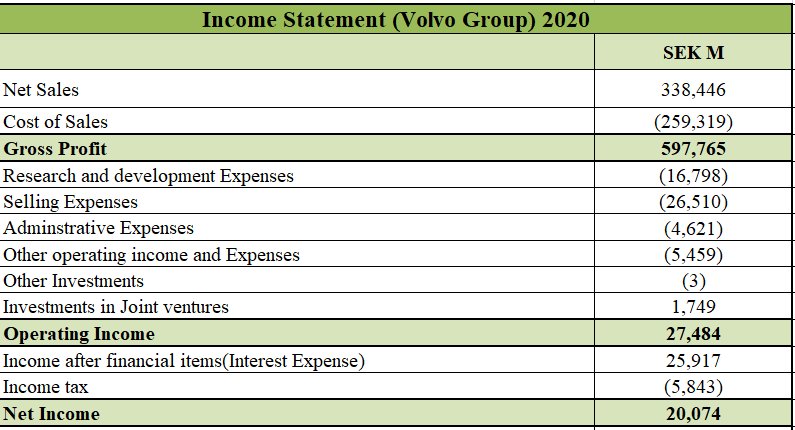 Income Statement (Volvo Group) 2020
SEK M
Net Sales 338,446
Cost of Sales (259,319)
Gross Profit 597,765
Research and development Expenses (16,798)
Selling Expenses (26,510)
Adminstrative Expenses (4,621)
Other operating income and Expenses (5,459)
Other Investments (3)
Investments in Joint ventures 1,749
Operating Income 27,484
Income after financial items(Interest Expense) 25,917
Income tax (5,843)
Net Income 20,074